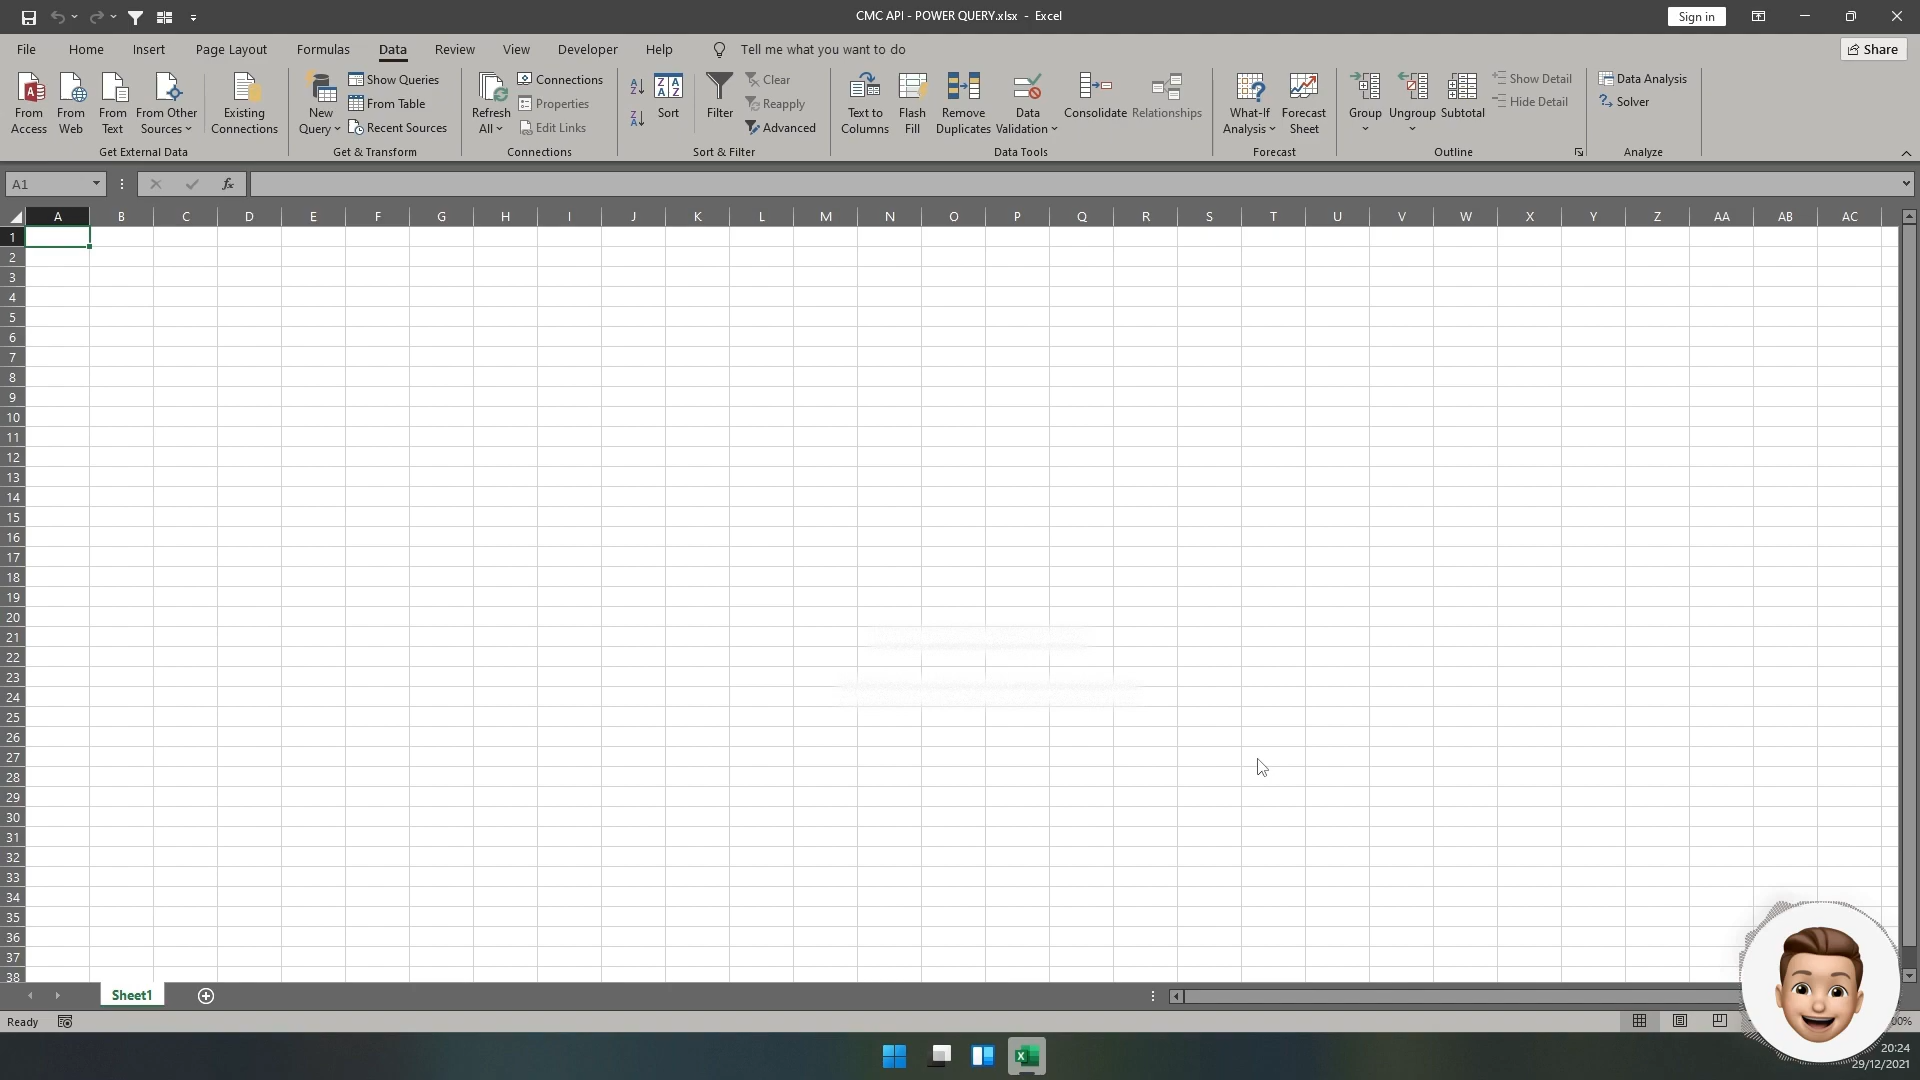 CMC API - POWER QUERY.xlsx - Excel
Sign in
File Home Insert Page Layout Formulas Data Review View Developer Help Tell me what you want to do
Share
From Access
From Web
From Text
From Other Sources
Existing Connections
Get External Data
New Query
Show Queries
From Table
Recent Sources
Get & Transform
Refresh All
Connections
Properties
Edit Links
Connections
Sort
Filter
Clear
Reapply
Advanced
Sort & Filter
Text to Columns
Flash Fill
Remove Duplicates
Data Validation
Consolidate
Relationships
Data Tools
What-If Analysis
Forecast Sheet
Forecast
Group
Ungroup
Subtotal
Show Detail
Hide Detail
Outline
Data Analysis
Solver
Analyze
A1
fx
A B C D E F G H I J K L M N O P Q R S T U V W X Y Z AA AB AC
1
2
3
4
5
6
7
8
9
10
11
12
13
14
15
16
17
18
19
20
21
22
23
24
25
26
27
28
29
30
31
32
33
34
35
36
37
38
Sheet1
Ready
20:24
29/12/2021